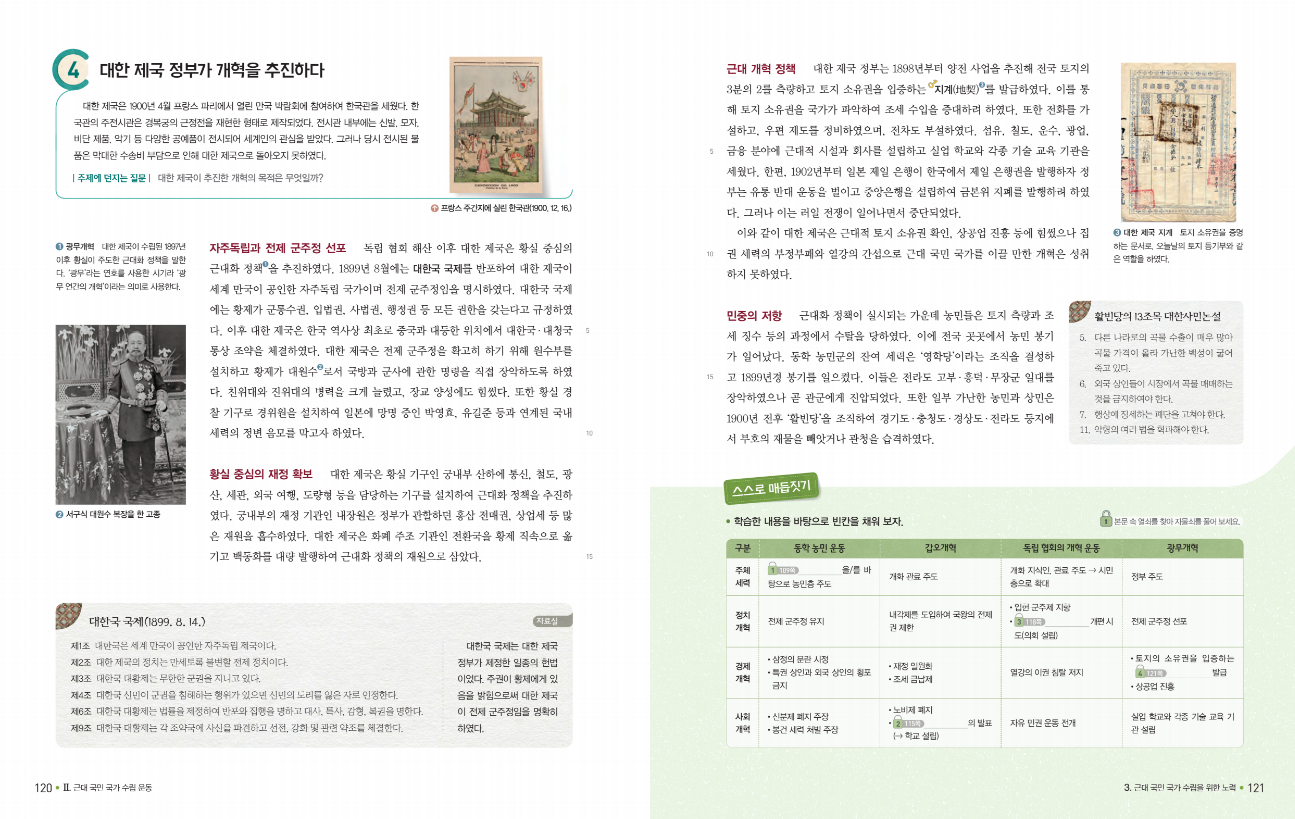 4 대한 제국 정부가 개혁을 추진하다
대한 제국은 1900년 4월 프랑스 파리에서 열린 만국 박람회에 참여하여 한국관을 세웠다. 한
국관의 주전시관은 경복궁의 근정전을 재현한 형태로 제작되었다. 전시관 내부에는 신발, 모자,
비단 제품, 악기 등 다양한 공예품이 전시되어 세계인의 관심을 받았다. 그러나 당시 전시된 물
품은 막대한 수송비 부담으로 인해 대한 제국으로 돌아오지 못하였다.
| 주제에 던지는 질문 | 대한 제국이 추진한 개혁의 목적은 무엇일까?
프랑스 주간지에 실린 한국관(1900. 12. 16.)
1 광무개혁 대한 제국이 수립된 1897년
이후 황실이 주도한 근대화 정책을 말한
다. ‘광무’라는 연호를 사용한 시기라 ‘광
무 연간의 개혁’이라는 의미로 사용한다.
2 서구식 대원수 복장을 한 고종
자주독립과 전제 군주정 선포 독립 협회 해산 이후 대한 제국은 황실 중심의
근대화 정책1을 추진하였다. 1899년 8월에는 대한국 국제를 반포하여 대한 제국이
세계 만국이 공인한 자주독립 국가이며 전제 군주정임을 명시하였다. 대한국 국제
에는 황제가 군통수권, 입법권, 사법권, 행정권 등 모든 권한을 갖는다고 규정하였
다. 이후 대한 제국은 한국 역사상 최초로 중국과 대등한 위치에서 대한국·대청국 5
통상 조약을 체결하였다. 대한 제국은 전제 군주정을 확고히 하기 위해 원수부를
설치하고 황제가 대원수2로서 국방과 군사에 관한 명령을 직접 장악하도록 하였
다. 친위대와 진위대의 병력을 크게 늘렸고, 장교 양성에도 힘썼다. 또한 황실 경
찰 기구로 경위원을 설치하여 일본에 망명 중인 박영효, 유길준 등과 연계된 국내
세력의 정변 음모를 막고자 하였다. 10
황실 중심의 재정 확보 대한 제국은 황실 기구인 궁내부 산하에 통신, 철도, 광
산, 세관, 외국 여행, 도량형 등을 담당하는 기구를 설치하여 근대화 정책을 추진하
였다. 궁내부의 재정 기관인 내장원은 정부가 관할하던 홍삼 전매권, 상업세 등 많
은 재원을 흡수하였다. 대한 제국은 화폐 주조 기관인 전환국을 황제 직속으로 옮
기고 백동화를 대량 발행하여 근대화 정책의 재원으로 삼았다. 15
대한국 국제(1899. 8. 14.)
자료실
제1조 대한국은 세계 만국이 공인한 자주독립 제국이다.
제2조 대한 제국의 정치는 만세토록 불변할 전제 정치이다.
제3조 대한국 대황제는 무한한 군권을 지니고 있다.
제4조 대한국 신민이 군권을 침해하는 행위가 있으면 신민의 도리를 잃은 자로 인정한다.
제6조 대한국 대황제는 법률을 제정하여 반포와 집행을 명하고 대사, 특사, 감형, 복권을 명한다.
제9조 대한국 대황제는 각 조약국에 사신을 파견하고 선전, 강화 및 관련 약조를 체결한다.
대한국 국제는 대한 제국
정부가 제정한 일종의 헌법
이었다. 주권이 황제에게 있
음을 밝힘으로써 대한 제국
이 전제 군주정임을 명확히
하였다.
120 • Ⅱ. 근대 국민 국가 수립 운동
근대 개혁 정책 대한 제국 정부는 1898년부터 양전 사업을 추진해 전국 토지의
3분의 2를 측량하고 토지 소유권을 입증하는 지계(地契)3를 발급하였다. 이를 통
해 토지 소유권을 국가가 파악하여 조세 수입을 증대하려 하였다. 또한 전화를 가
설하고, 우편 제도를 정비하였으며, 전차도 부설하였다. 섬유, 철도, 운수, 광업,
5 금융 분야에 근대적 시설과 회사를 설립하고 실업 학교와 각종 기술 교육 기관을
세웠다. 한편, 1902년부터 일본 제일 은행이 한국에서 제일 은행권을 발행하자 정
부는 유통 반대 운동을 벌이고 중앙은행을 설립하여 금본위 지폐를 발행하려 하였
다. 그러나 이는 러일 전쟁이 일어나면서 중단되었다.
이와 같이 대한 제국은 근대적 토지 소유권 확인, 상공업 진흥 등에 힘썼으나 집
10 권 세력의 부정부패와 열강의 간섭으로 근대 국민 국가를 이끌 만한 개혁은 성취
하지 못하였다.
3 대한 제국 지계 토지 소유권을 증명
하는 문서로, 오늘날의 토지 등기부와 같
은 역할을 하였다.
민중의 저항 근대화 정책이 실시되는 가운데 농민들은 토지 측량과 조
세 징수 등의 과정에서 수탈을 당하였다. 이에 전국 곳곳에서 농민 봉기
가 일어났다. 동학 농민군의 잔여 세력은 ‘영학당’이라는 조직을 결성하
15 고 1899년경 봉기를 일으켰다. 이들은 전라도 고부·흥덕·무장군 일대를
장악하였으나 곧 관군에게 진압되었다. 또한 일부 가난한 농민과 상민은
1900년 전후 ‘활빈당’을 조직하여 경기도·충청도·경상도·전라도 등지에
서 부호의 재물을 빼앗거나 관청을 습격하였다.
활빈당의 13조목 대한사민논설
5. 다른 나라로의 곡물 수출이 매우 많아
곡물 가격이 올라 가난한 백성이 굶어
죽고 있다.
6. 외국 상인들이 시장에서 곡물 매매하는
것을 금지하여야 한다.
7. 행상에 징세하는 폐단을 고쳐야 한다.
11. 악형의 여러 법을 혁파해야 한다.
스스로 매듭짓기
• 학습한 내용을 바탕으로 빈칸을 채워 보자.
본문 속 열쇠를 찾아 자물쇠를 풀어 보세요.
구분 동학 농민 운동 갑오개혁 독립 협회의 개혁 운동 광무개혁
주체 세력
1 109쪽 을/를 바
탕으로 농민층 주도
개화 관료 주도
개화 지식인, 관료 주도 → 시민
층으로 확대
정부 주도
정치 개혁
전제 군주정 유지
내각제를 도입하여 국왕의 전제
권 제한
• 입헌 군주제 지향
• 3 118쪽 개편 시
도(의회 설립)
전제 군주정 선포
경제 개혁
• 삼정의 문란 시정
• 특권 상인과 외국 상인의 횡포
금지
• 재정 일원화
• 조세 금납제
열강의 이권 침탈 저지
• 토지의 소유권을 입증하는
4 121쪽 발급
• 상공업 진흥
사회 개혁
• 신분제 폐지 주장
• 봉건 세력 처벌 주장
• 노비제 폐지
• 2 115쪽 의 발표
(→ 학교 설립)
자유 민권 운동 전개
실업 학교와 각종 기술 교육 기
관 설립
3. 근대 국민 국가 수립을 위한 노력 • 121